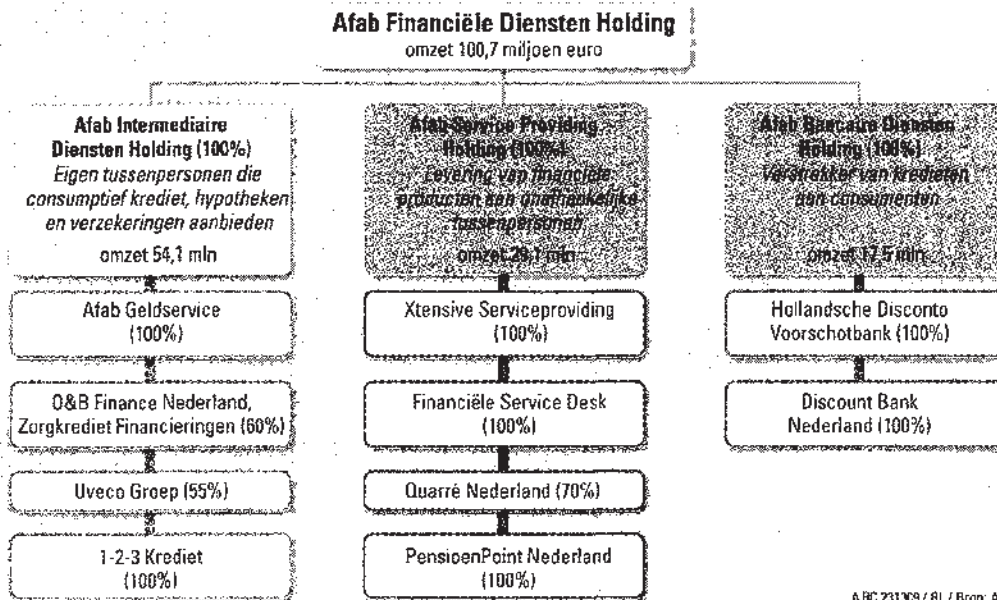 Afab Financiële Diensten Holding
omzet 100,7 miljoen euro
Afab Intermediaire
Diensten Holding (100%)
Eigen tussenpersonen die
consumptief krediet, hypotheken
en verzekeringen aanbieden
omzet 54,1 mln
Afab Geldservice
(100%)
O&B Finance Nederland,
Zorgkrediet Financieringen (60%)
Uveco Groep (55%)
1-2-3 Krediet
(100%)
Afab Service Providing
Holding (100%)
Levering van financiële
producten aan onafhankelijke
tussenpersonen
omzet 29,1 mln
Xtensive Serviceproviding
(100%)
Financiële Service Desk
(100%)
Quarré Nederland (70%)
PensioenPoint Nederland
(100%)
Afab Bancaire Diensten
Holding (100%)
Verstrekker van kredieten
aan consumenten
omzet 17,5 mln
Hollandsche Disconto
Voorschotbank (100%)
Discount Bank
Nederland (100%)
/ Bron: A